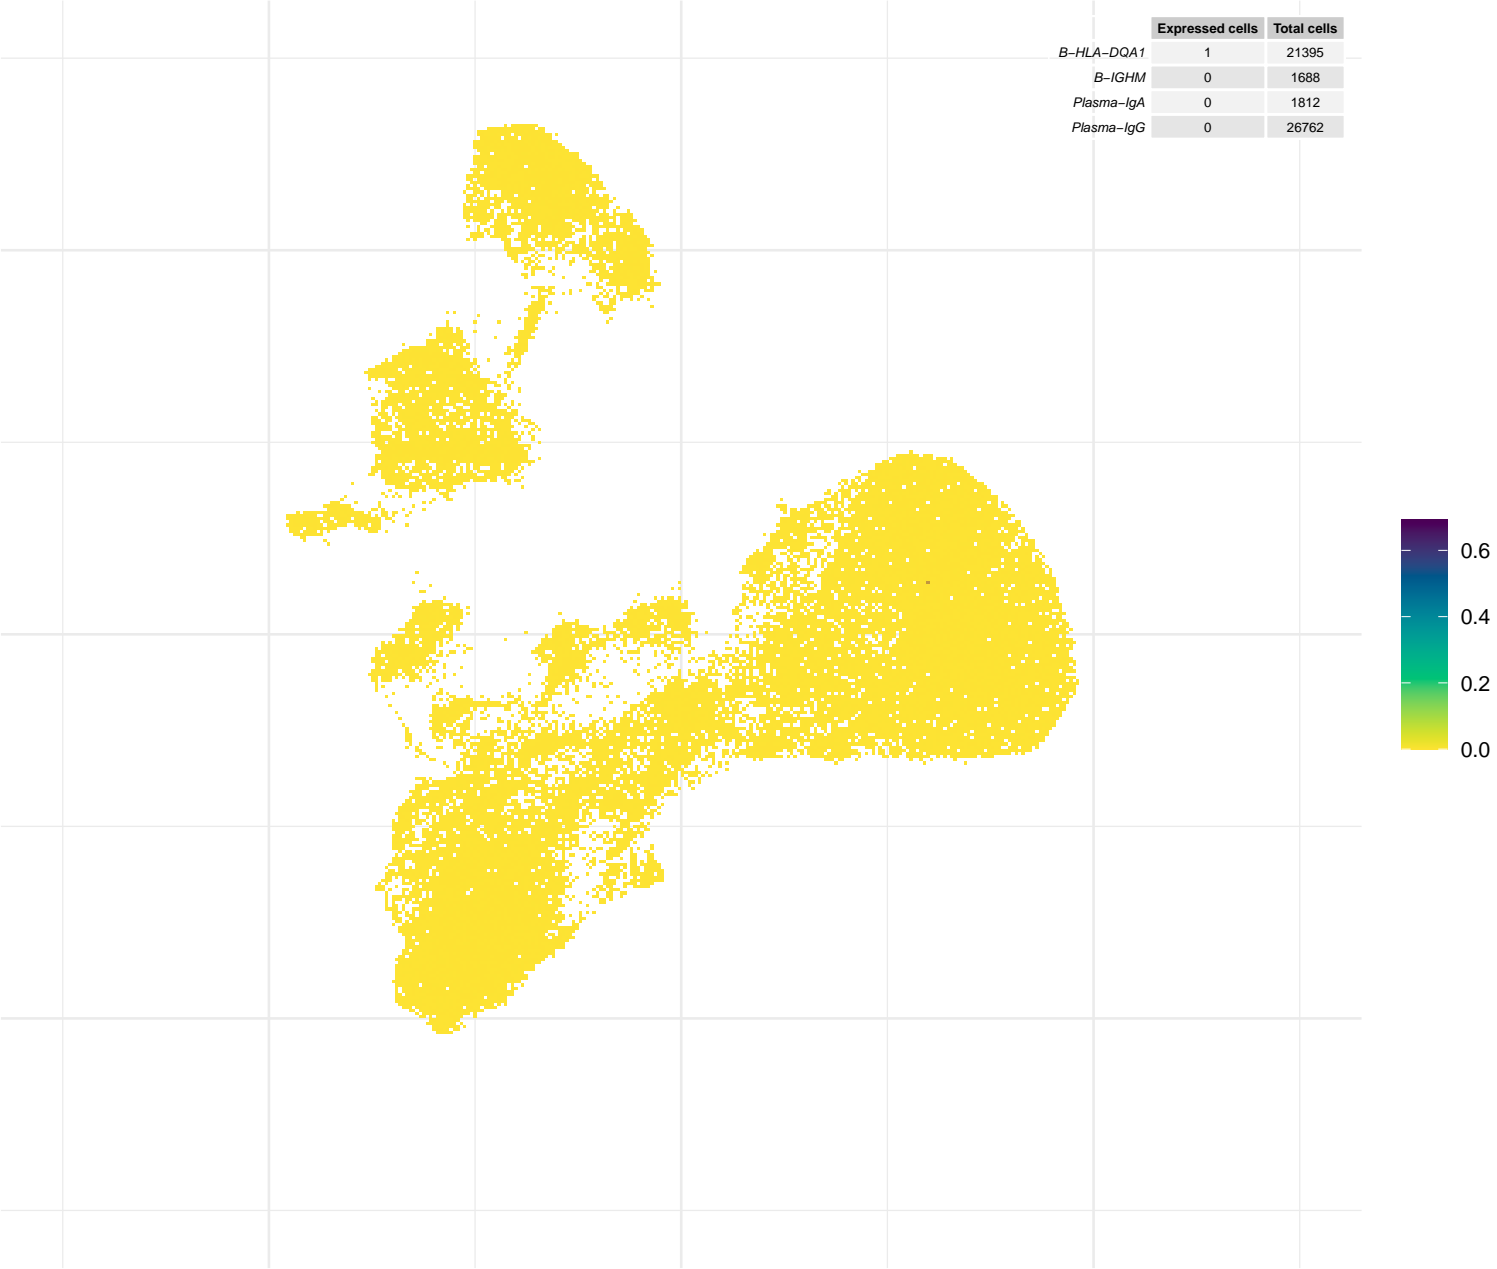 Expressed cells Total cells
B−HLA−DQA1 1 21395
B−IGHM 0 1688
Plasma−IgA 0 1812
Plasma−IgG 0 26762
0.6
0.4
0.2
0.0